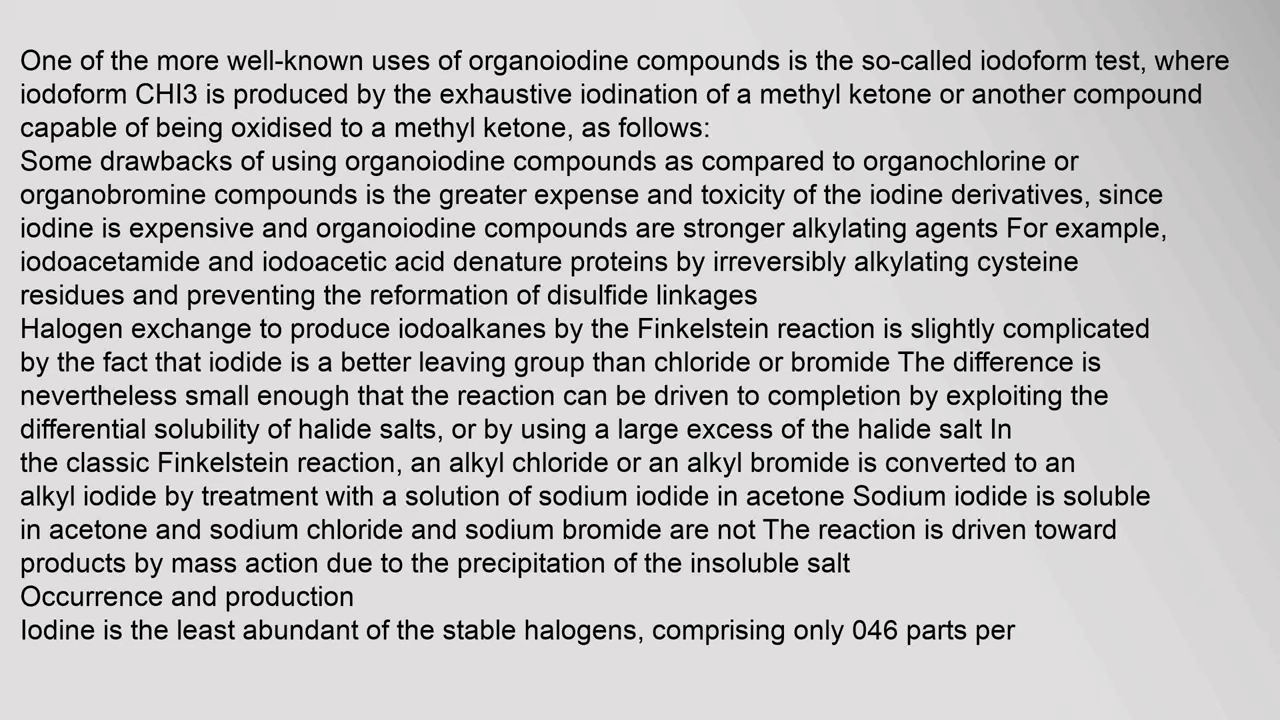 One of the more well-known uses of organoiodine compounds is the so-called iodoform test, where
iodoform CHI3 is produced by the exhaustive iodination of a methyl ketone or another compound
capable of being oxidised to a methyl ketone, as follows:
Some drawbacks of using organoiodine compounds as compared to organochlorine or
organobromine compounds is the greater expense and toxicity of the iodine derivatives, since
iodine is expensive and organoiodine compounds are stronger alkylating agents For example,
iodoacetamide and iodoacetic acid denature proteins by irreversibly alkylating cysteine
residues and preventing the reformation of disulfide linkages
Halogen exchange to produce iodoalkanes by the Finkelstein reaction is slightly complicated
by the fact that iodide is a better leaving group than chloride or bromide The difference is
nevertheless small enough that the reaction can be driven to completion by exploiting the
differential solubility of halide salts, or by using a large excess of the halide salt In
the classic Finkelstein reaction, an alkyl chloride or an alkyl bromide is converted to an
alkyl iodide by treatment with a solution of sodium iodide in acetone Sodium iodide is soluble
in acetone and sodium chloride and sodium bromide are not The reaction is driven toward
products by mass action due to the precipitation of the insoluble salt
Occurrence and production
Iodine is the least abundant of the stable halogens, comprising only 046 parts per